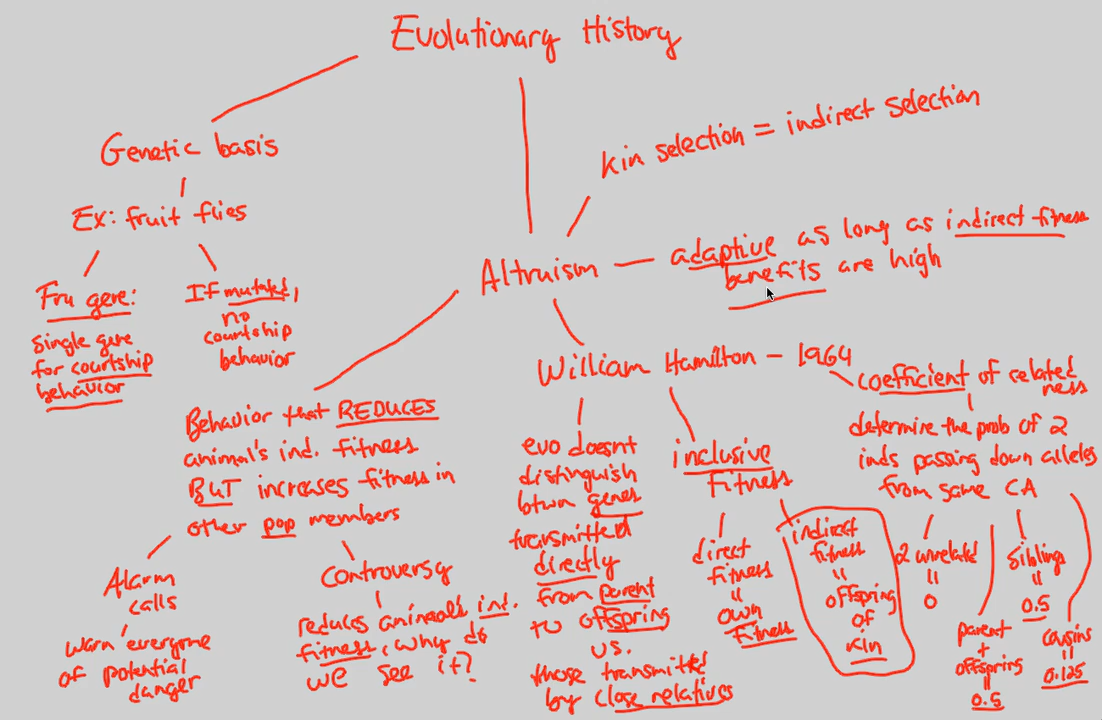 Evolutionary History
Genetic basis
Ex: fruit flies
Fru gene:
single gene
for courtship
behavior
If mutated,
no
courtship
behavior
kin selection = indirect selection
Altruism
adaptive as long as indirect fitness
benefits are high
Behavior that REDUCES
animal's ind. fitness
BUT increases fitness in
other pop members
Alarm
calls
warn everyone
of potential
danger
Controversy
reduces animal's ind.
fitness, why do
we see it?
William Hamilton - 1964
evo doesnt
distinguish
btwn genes
transmitted
directly
from parent
to offspring
vs.
those transmitted
by close relatives
inclusive
fitness
direct
fitness
"
own
fitness
indirect
fitness
"
offspring
of
kin
coefficient of related
ness
determine the prob of 2
inds passing down alleles
from same CA
2 unrelated
"
0
parent
+
offspring
"
0.5
siblings
"
0.5
cousins
"
0.125